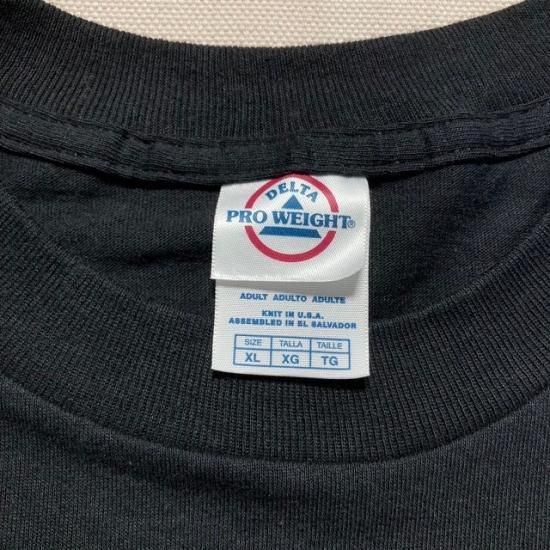 DELTA
PRO WEIGHT®
ADULT ADULTO ADULTE
KNIT IN U.S.A.
ASSEMBLED IN EL SALVADOR
SIZE TALLA TAILLE
XL XG TG